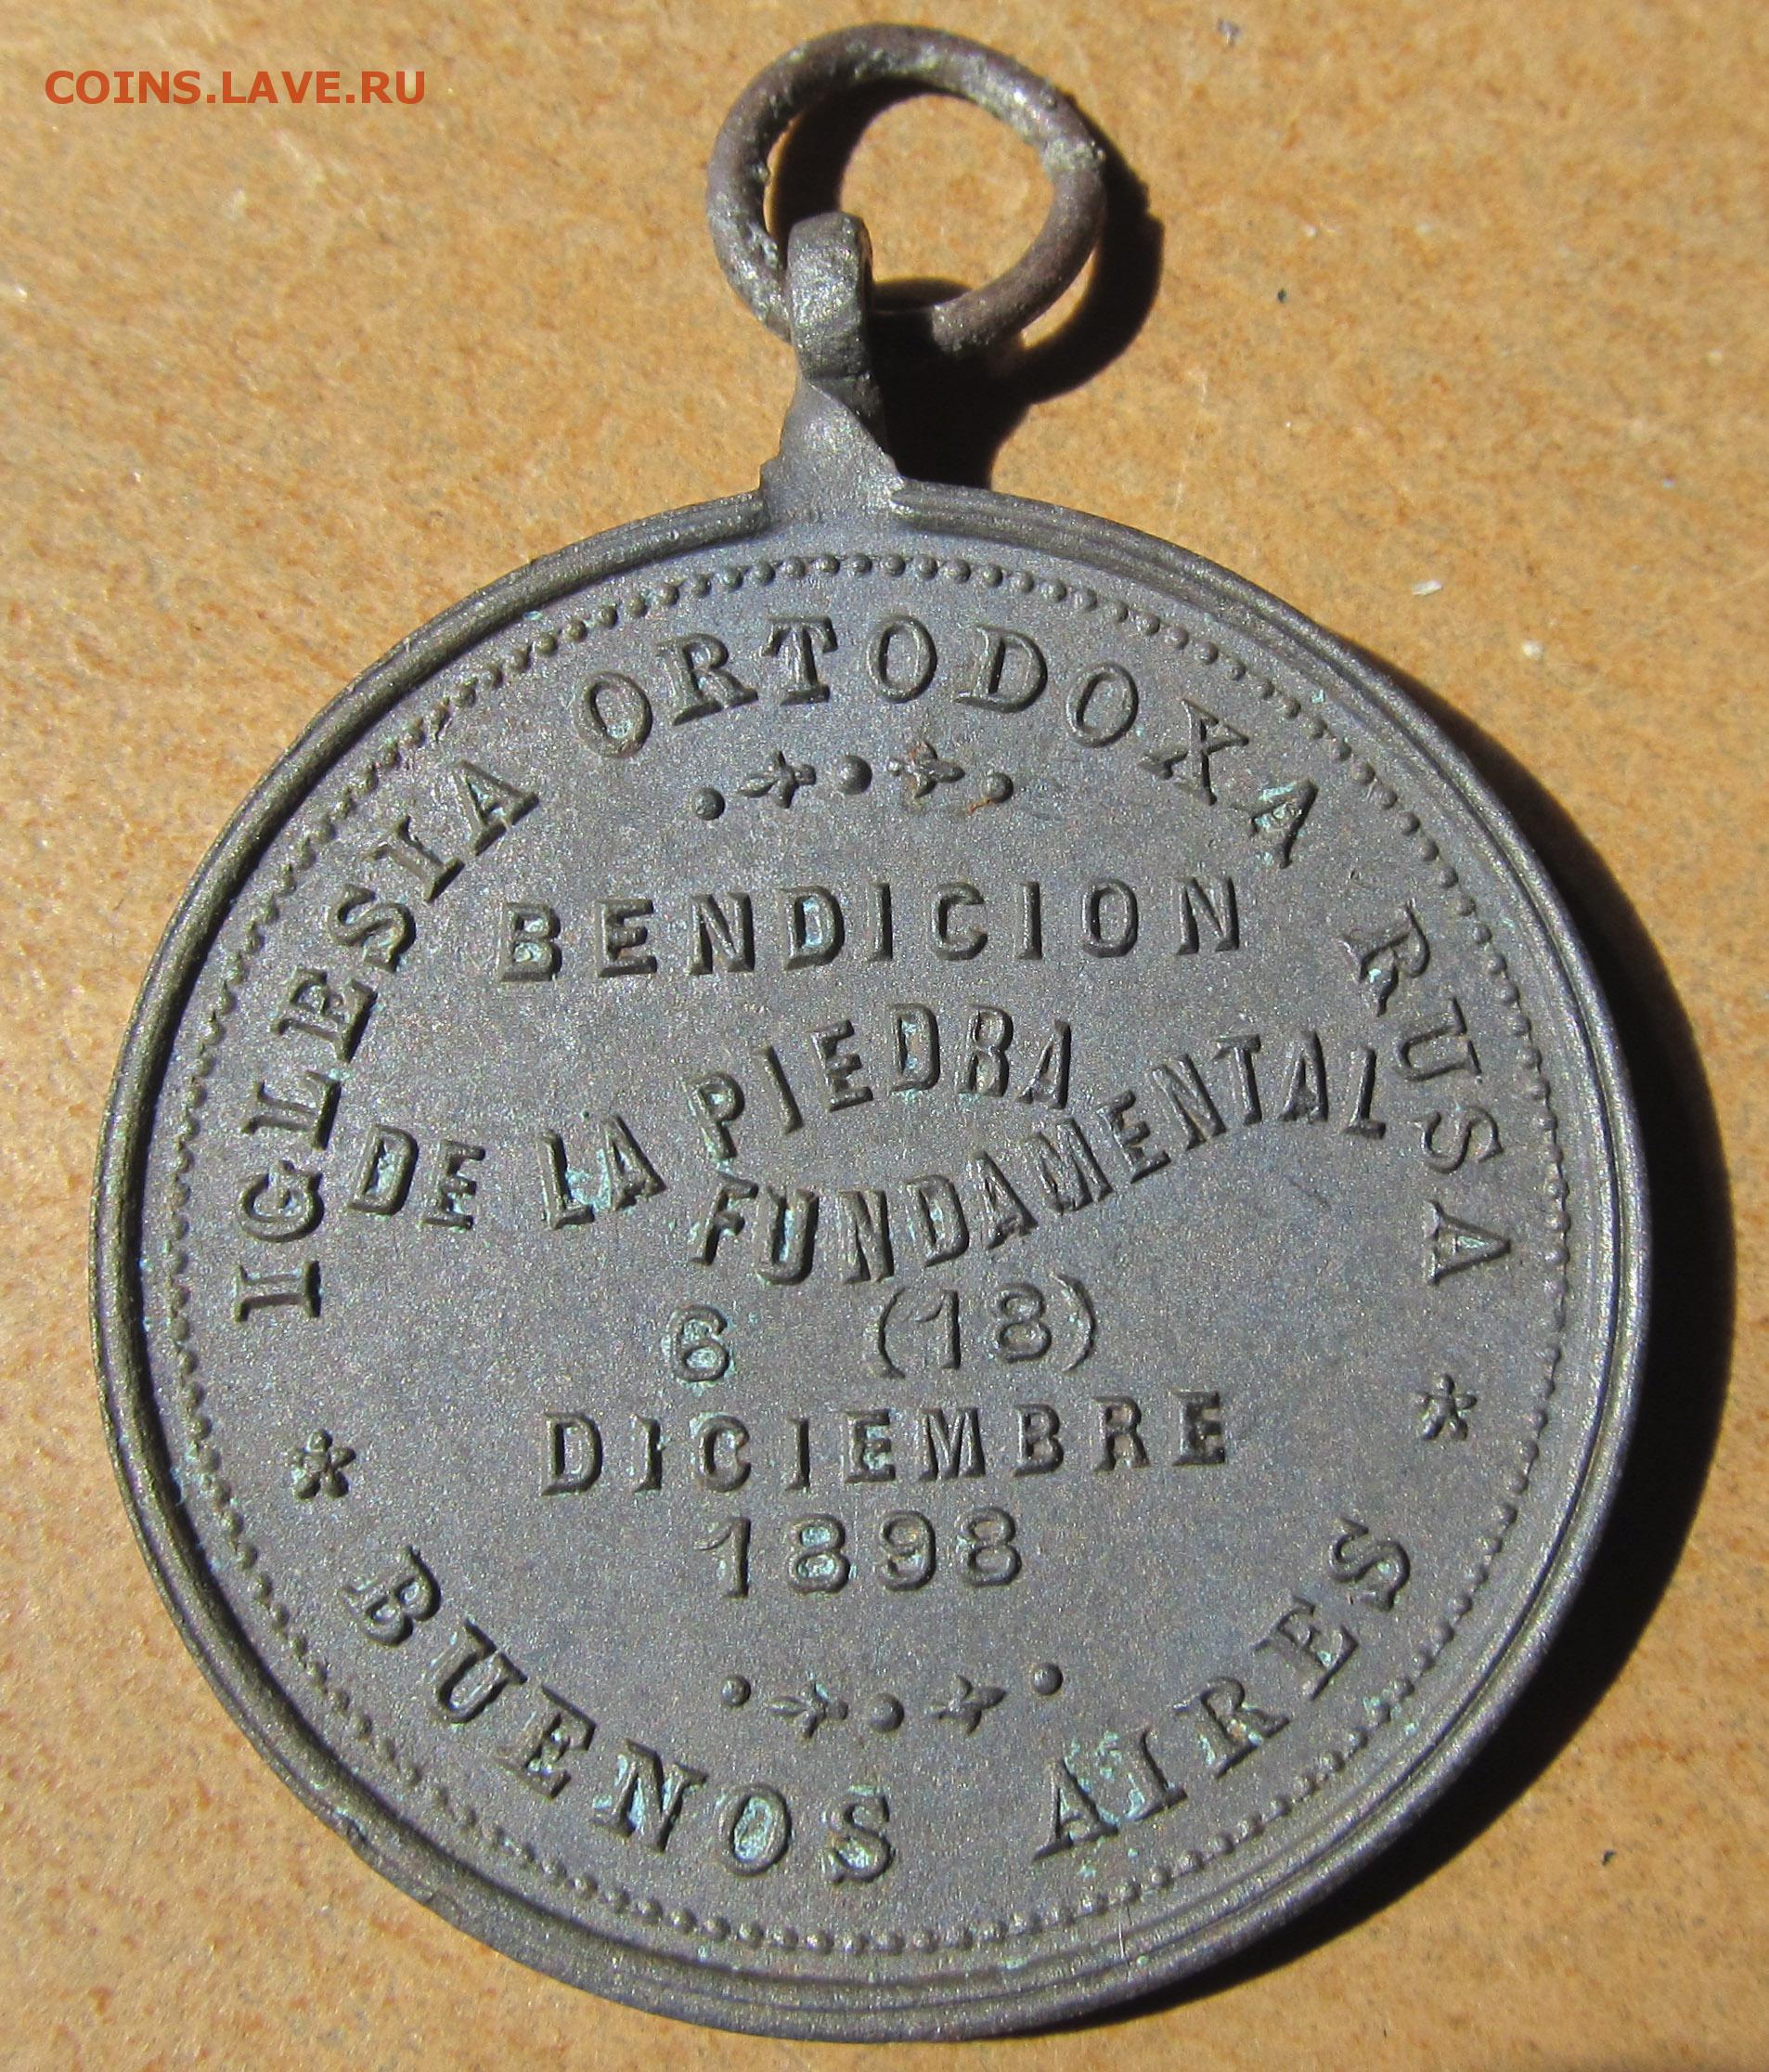 COINS.LAVE.RU
IGLESIA ORTODOXA RUSA
BENDICION
DE LA PIEDRA
FUNDAMENTAL
6 (18)
DICIEMBRE
1898
* BUENOS AIRES *